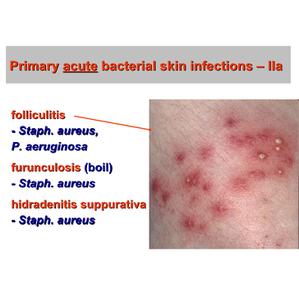 Primary acute bacterial skin infections – IIa
folliculitis
- Staph. aureus,
P. aeruginosa
furunculosis (boil)
- Staph. aureus
hidradenitis suppurativa
- Staph. aureus